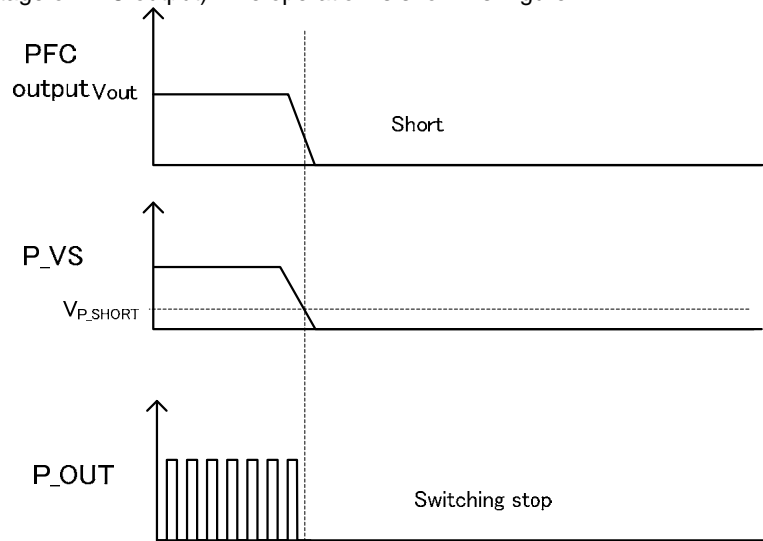 PFC
output Vout
Short
P_VS
VP_SHORT
P_OUT
Switching stop